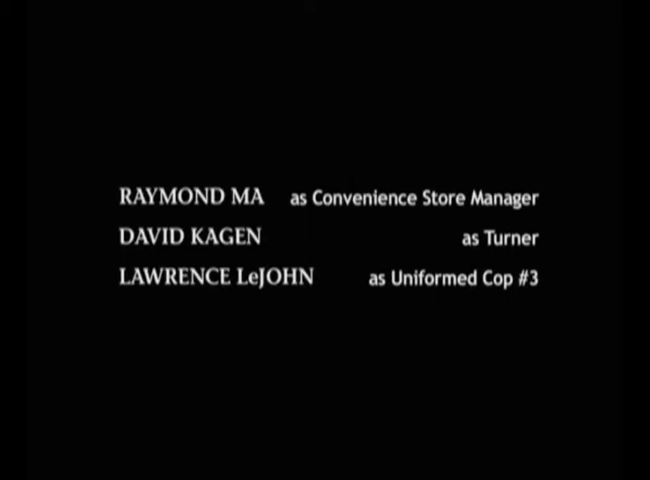 RAYMOND MA as Convenience Store Manager
DAVID KAGEN as Turner
LAWRENCE LeJOHN as Uniformed Cop #3